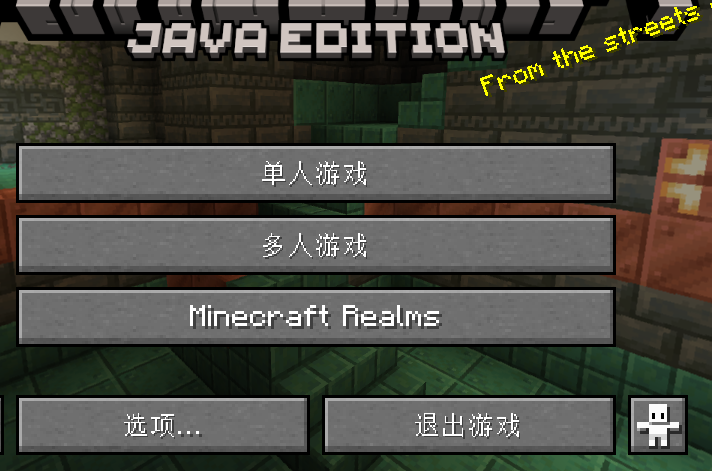 JAVA EDITION
From the streets
单人游戏
多人游戏
Minecraft Realms
选项...
退出游戏